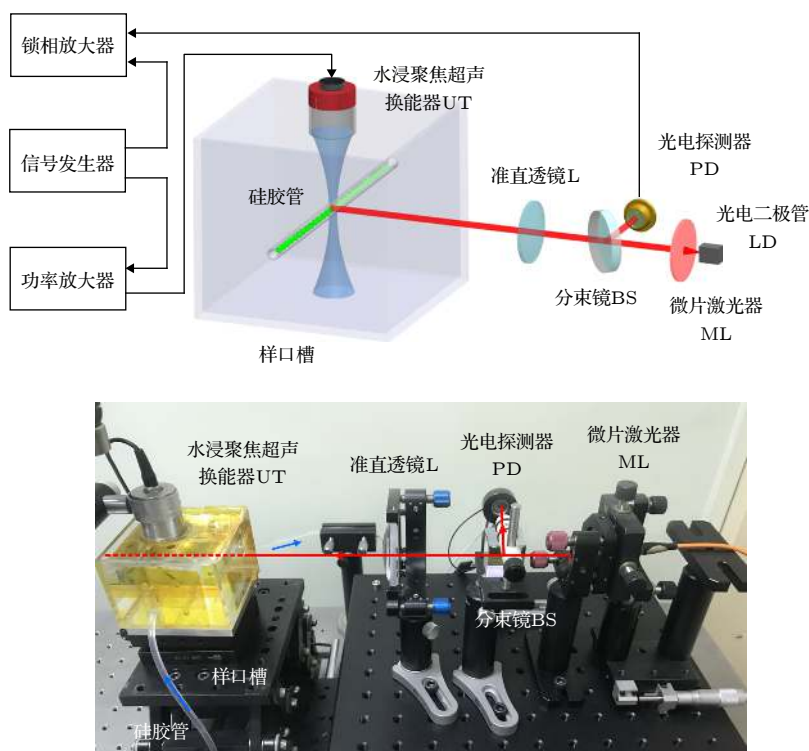 锁相放大器
信号发生器
功率放大器
水浸聚焦超声
换能器UT
硅胶管
样口槽
准直透镜L
光电探测器
PD
光电二极管
LD
分束镜BS
微片激光器
ML
水浸聚焦超声
换能器UT
准直透镜L
光电探测器
PD
微片激光器
ML
分束镜BS
样口槽
硅胶管